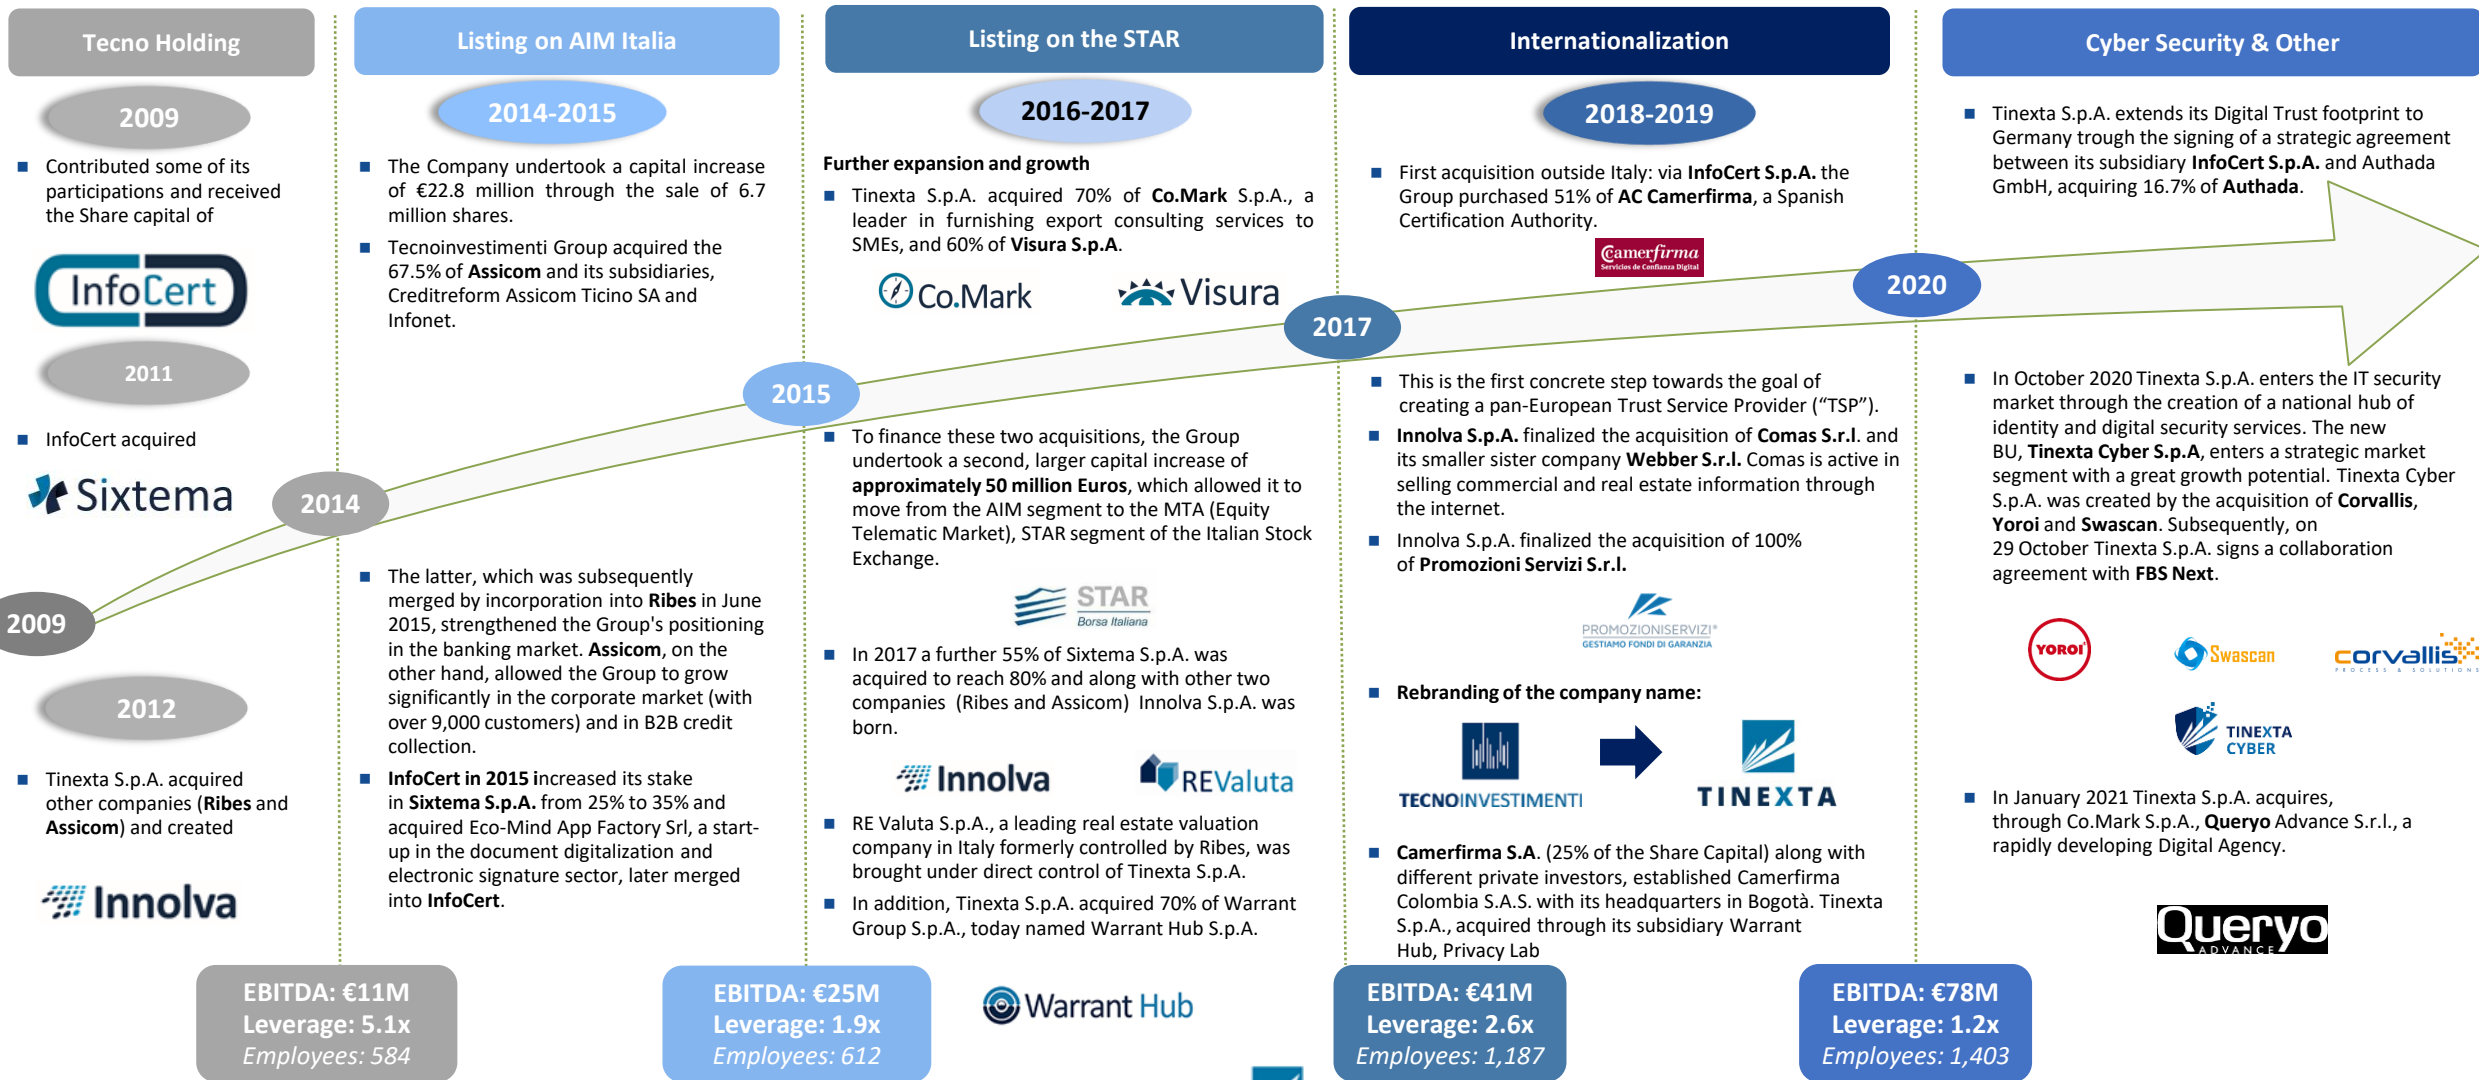 Tecno Holding
2009
Contributed some of its
participations and received
the Share capital of
InfoCert
2011
InfoCert acquired
Sixtema
2009
2012
Tinexta S.p.A. acquired
other companies (Ribes and
Assicom) and created
Innolva
2014
EBITDA: €11M
Leverage: 5.1x
Employees: 584
Listing on AIM Italia
2014-2015
The Company undertook a capital increase
of €22.8 million through the sale of 6.7
million shares.
Tecnoinvestimenti Group acquired the
67.5% of Assicom and its subsidiaries,
Creditreform Assicom Ticino SA and
Infonet.
The latter, which was subsequently
merged by incorporation into Ribes in June
2015, strengthened the Group's positioning
in the banking market. Assicom, on the
other hand, allowed the Group to grow
significantly in the corporate market (with
over 9,000 customers) and in B2B credit
collection.
InfoCert in 2015 increased its stake
in Sixtema S.p.A. from 25% to 35% and
acquired Eco-Mind App Factory Srl, a start-
up in the document digitalization and
electronic signature sector, later merged
into InfoCert.
2015
EBITDA: €25M
Leverage: 1.9x
Employees: 612
Listing on the STAR
2016-2017
Further expansion and growth
Tinexta S.p.A. acquired 70% of Co.Mark S.p.A., a
leader in furnishing export consulting services to
SMEs, and 60% of Visura S.p.A.
Co.Mark
Visura
To finance these two acquisitions, the Group
undertook a second, larger capital increase of
approximately 50 million Euros, which allowed it to
move from the AIM segment to the MTA (Equity
Telematic Market), STAR segment of the Italian Stock
Exchange.
STAR
Borsa Italiana
In 2017 a further 55% of Sixtema S.p.A. was
acquired to reach 80% and along with other two
companies (Ribes and Assicom) Innolva S.p.A. was
born.
Innolva
REValuta
RE Valuta S.p.A., a leading real estate valuation
company in Italy formerly controlled by Ribes, was
brought under direct control of Tinexta S.p.A.
In addition, Tinexta S.p.A. acquired 70% of Warrant
Group S.p.A., today named Warrant Hub S.p.A.
Warrant Hub
2017
EBITDA: €41M
Leverage: 2.6x
Employees: 1,187
Internationalization
2018-2019
First acquisition outside Italy: via InfoCert S.p.A. the
Group purchased 51% of AC Camerfirma, a Spanish
Certification Authority.
Camerfirma
Servicios de Confianza Digital
This is the first concrete step towards the goal of
creating a pan-European Trust Service Provider (“TSP”).
Innolva S.p.A. finalized the acquisition of Comas S.r.l. and
its smaller sister company Webber S.r.l. Comas is active in
selling commercial and real estate information through
the internet.
Innolva S.p.A. finalized the acquisition of 100%
of Promozioni Servizi S.r.l.
PROMOZIONISERVIZI
GESTIAMO FONDI DI GARANZIA
Rebranding of the company name:
TECNOINVESTIMENTI
TINEXTA
Camerfirma S.A. (25% of the Share Capital) along with
different private investors, established Camerfirma
Colombia S.A.S. with its headquarters in Bogotà. Tinexta
S.p.A., acquired through its subsidiary Warrant
Hub, Privacy Lab
2020
EBITDA: €78M
Leverage: 1.2x
Employees: 1,403
Cyber Security & Other
Tinexta S.p.A. extends its Digital Trust footprint to
Germany trough the signing of a strategic agreement
between its subsidiary InfoCert S.p.A. and Authada
GmbH, acquiring 16.7% of Authada.
In October 2020 Tinexta S.p.A. enters the IT security
market through the creation of a national hub of
identity and digital security services. The new
BU, Tinexta Cyber S.p.A, enters a strategic market
segment with a great growth potential. Tinexta Cyber
S.p.A. was created by the acquisition of Corvallis,
Yoroi and Swascan. Subsequently, on
29 October Tinexta S.p.A. signs a collaboration
agreement with FBS Next.
YOROI
Swascan
corvallis
PROCESS & SOLUTIONS
TINEXTA
CYBER
In January 2021 Tinexta S.p.A. acquires,
through Co.Mark S.p.A., Queryo Advance S.r.l., a
rapidly developing Digital Agency.
Queryo
ADVANCE